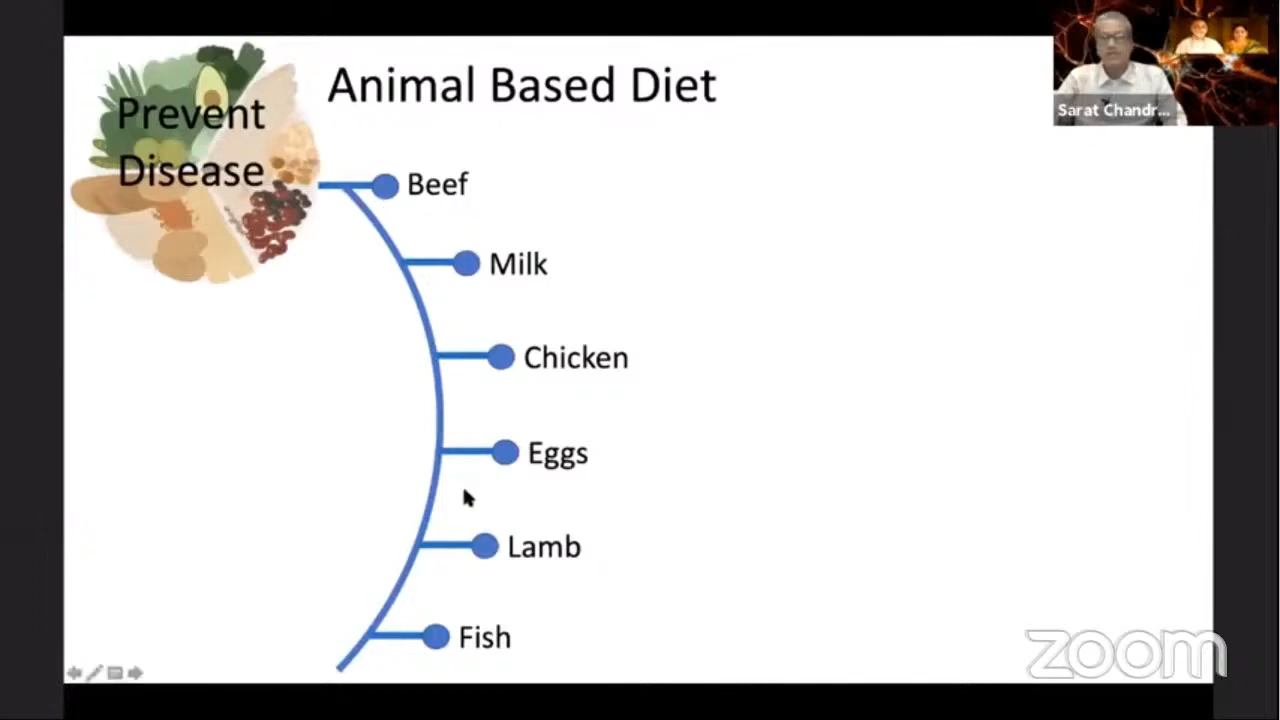 Prevent
Disease
Animal Based Diet
Beef
Milk
Chicken
Eggs
Lamb
Fish
Sarat Chandr...
zoom